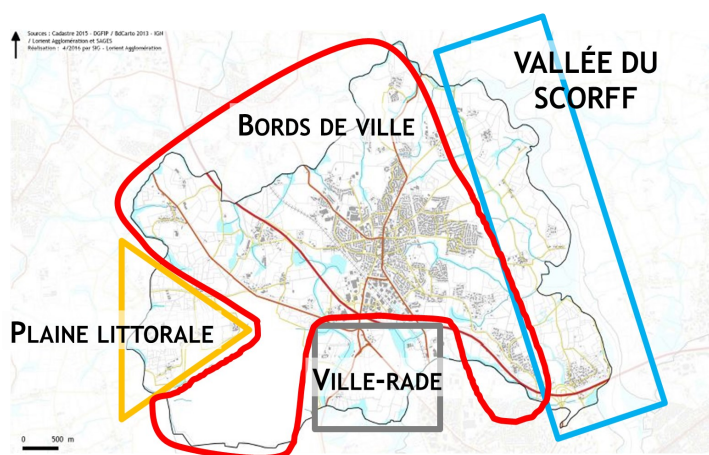 Sources : Cadastre 2015 - DGFIP / BdCarto 2013 - IGN
/ Lorient Agglomération et SAGES
Réalisation : 4/2016 par SIG - Lorient Agglomération
VALLÉE DU
SCORFF
BORDS DE VILLE
PLAINE LITTORALE
VILLE-RADE
0 500 m